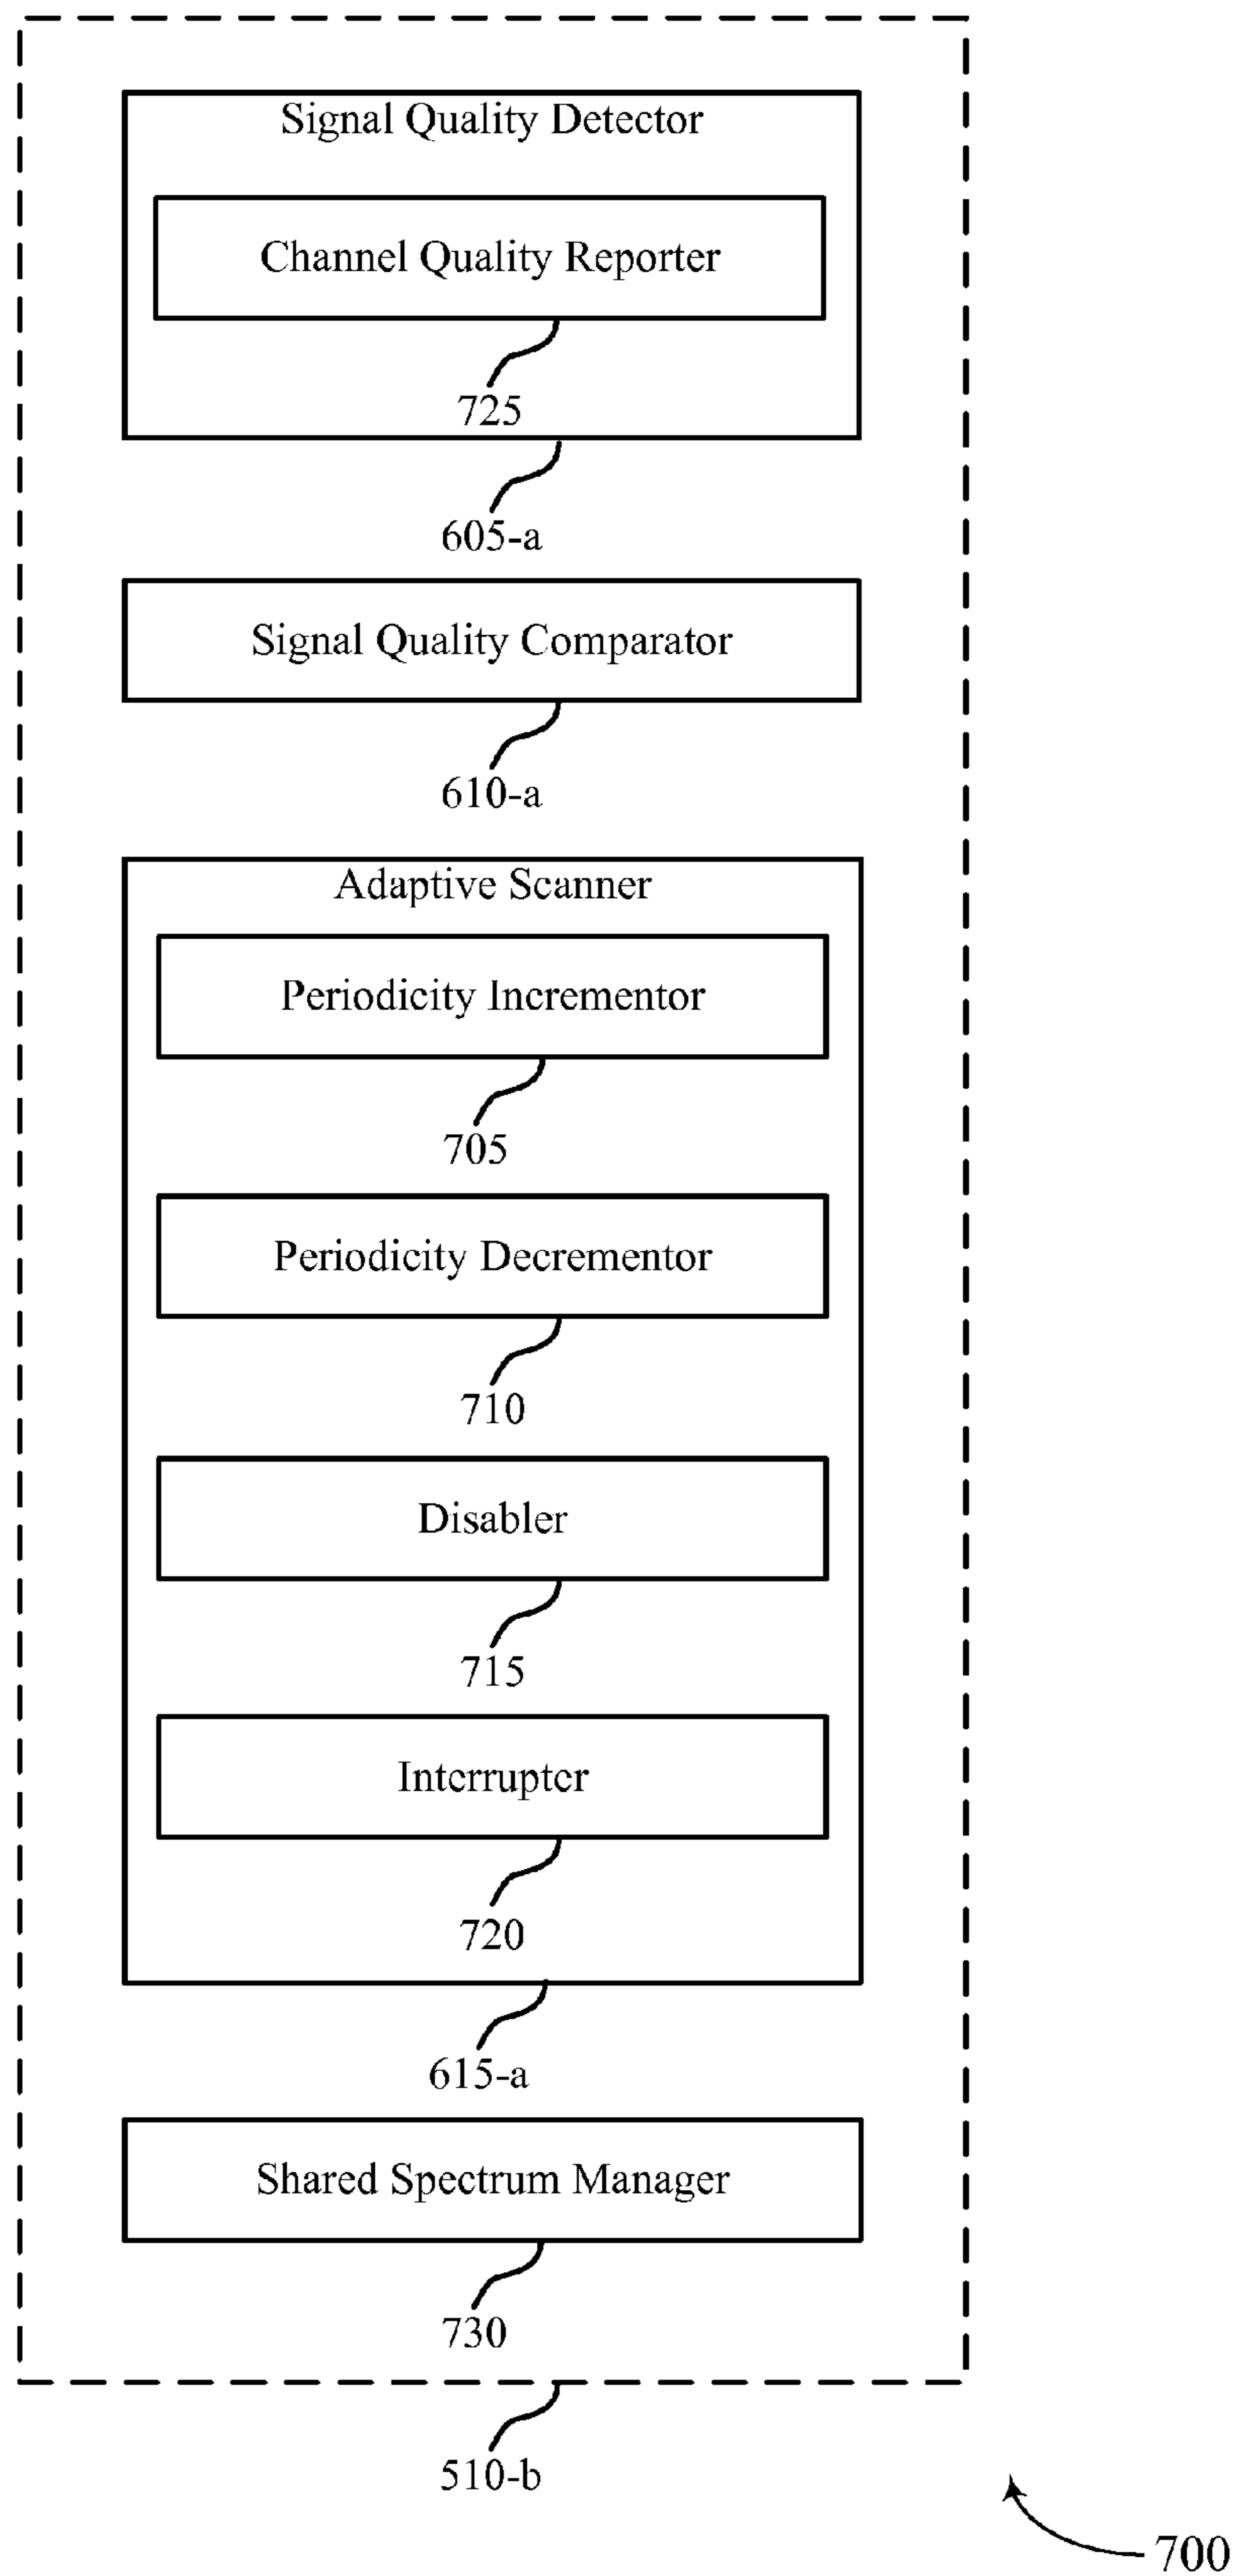 Signal Quality Detector
Channel Quality Reporter
725
605-a
Signal Quality Comparator
610-a
Adaptive Scanner
Periodicity Incrementor
705
Periodicity Decrementor
710
Disabler
715
Interrupter
720
615-a
Shared Spectrum Manager
730
510-b
700